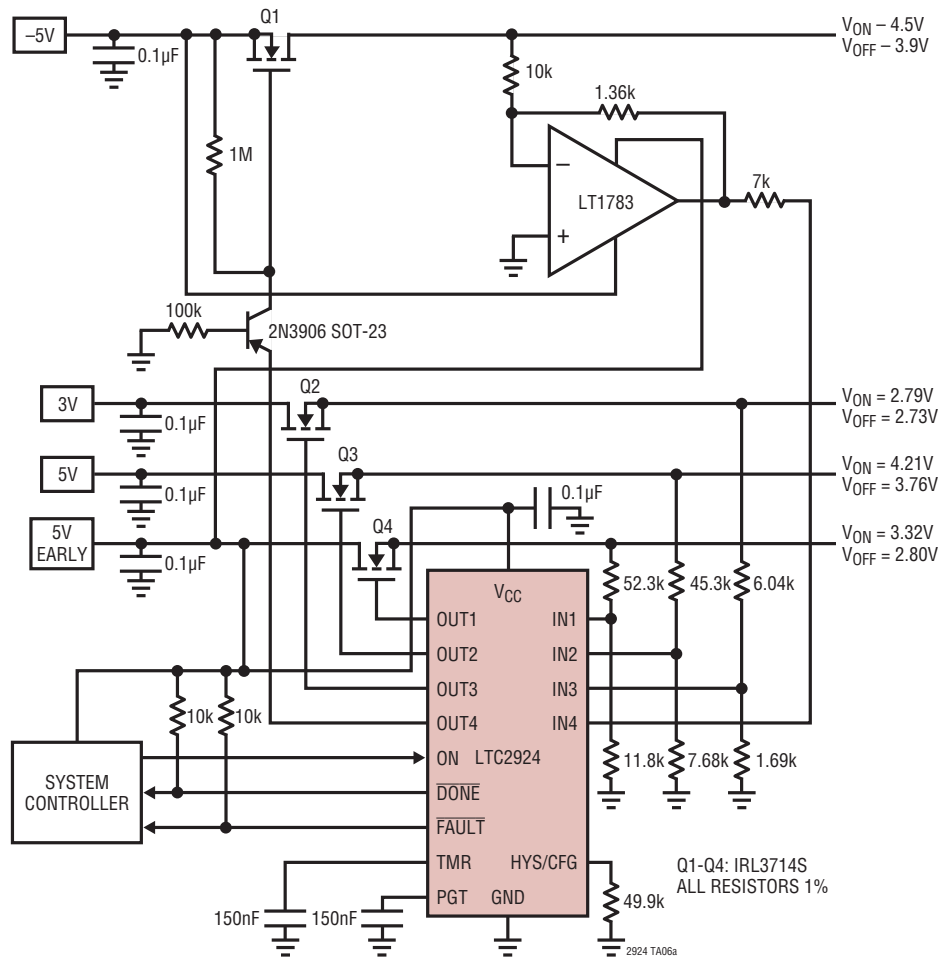 –5V
Q1
0.1µF
1M
10k
1.36k
LT1783
–
+
7k
V_ON – 4.5V
V_OFF – 3.9V
100k
2N3906 SOT-23
3V
Q2
0.1µF
V_ON = 2.79V
V_OFF = 2.73V
5V
Q3
0.1µF
V_ON = 4.21V
V_OFF = 3.76V
5V
EARLY
Q4
0.1µF
0.1µF
V_ON = 3.32V
V_OFF = 2.80V
52.3k
45.3k
6.04k
V_CC
OUT1
OUT2
OUT3
OUT4
ON
DONE
FAULT
TMR
PGT
GND
LTC2924
IN1
IN2
IN3
IN4
HYS/CFG
10k
10k
SYSTEM
CONTROLLER
11.8k
7.68k
1.69k
49.9k
150nF
150nF
Q1-Q4: IRL3714S
ALL RESISTORS 1%
2924 TA06a